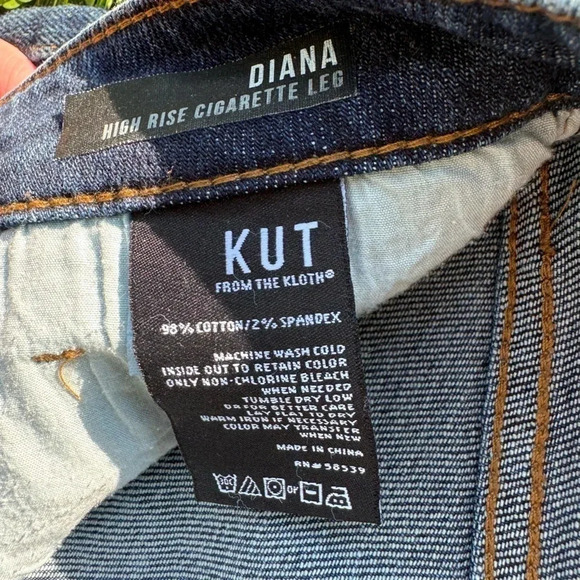 DIANA
HIGH RISE CIGARETTE LEG
KUT
FROM THE KLOTH®
98% COTTON/2% SPANDEX
MACHINE WASH COLD
INSIDE OUT TO RETAIN COLOR
ONLY NON-CHLORINE BLEACH
WHEN NEEDED
TUMBLE DRY LOW
OR FOR BETTER CARE
LAY FLAT TO DRY
WARM IRON IF NECESSARY
COLOR MAY TRANSFER
WHEN NEW
MADE IN CHINA
RN# 58539
OR